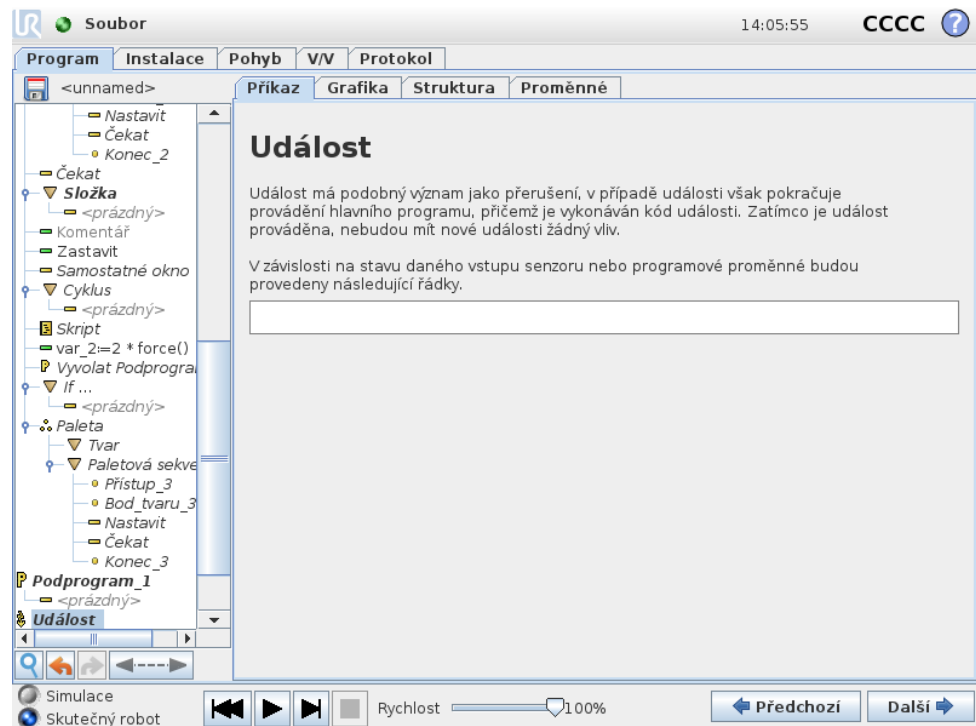 UR Soubor 14:05:55 CCCC ?
Program Instalace Pohyb V/V Protokol
<unnamed>
Příkaz Grafika Struktura Proměnné
Nastavit
Čekat
Konec_2
Čekat
Složka
<prázdný>
Komentář
Zastavit
Samostatné okno
Cyklus
<prázdný>
Skript
var_2:=2 * force()
Vyvolat Podprogra
If ...
<prázdný>
Paleta
Tvar
Paletová sekve
Přístup_3
Bod_tvaru_3
Nastavit
Čekat
Konec_3
Podprogram_1
<prázdný>
Událost
Událost
Událost má podobný význam jako přerušení, v případě události však pokračuje
provádění hlavního programu, přičemž je vykonáván kód události. Zatímco je událost
prováděna, nebudou mít nové události žádný vliv.
V závislosti na stavu daného vstupu senzoru nebo programové proměnné budou
provedeny následující řádky.
Simulace
Skutečný robot
Rychlost 100%
Předchozí Další